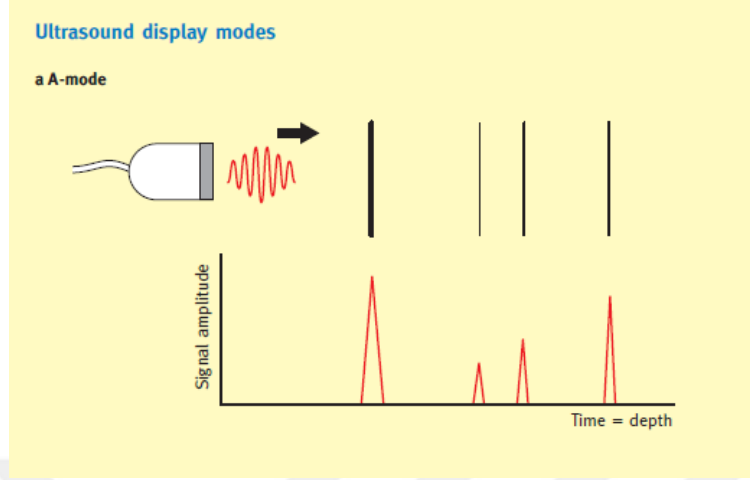 Ultrasound display modes
a A-mode
Signal amplitude
Time = depth